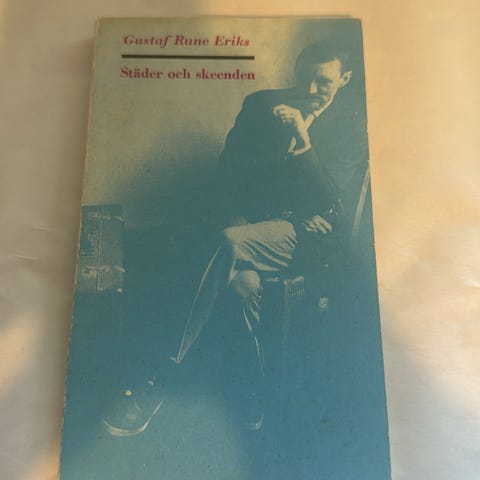 Gustaf Rune Eriks
Städer och skeenden